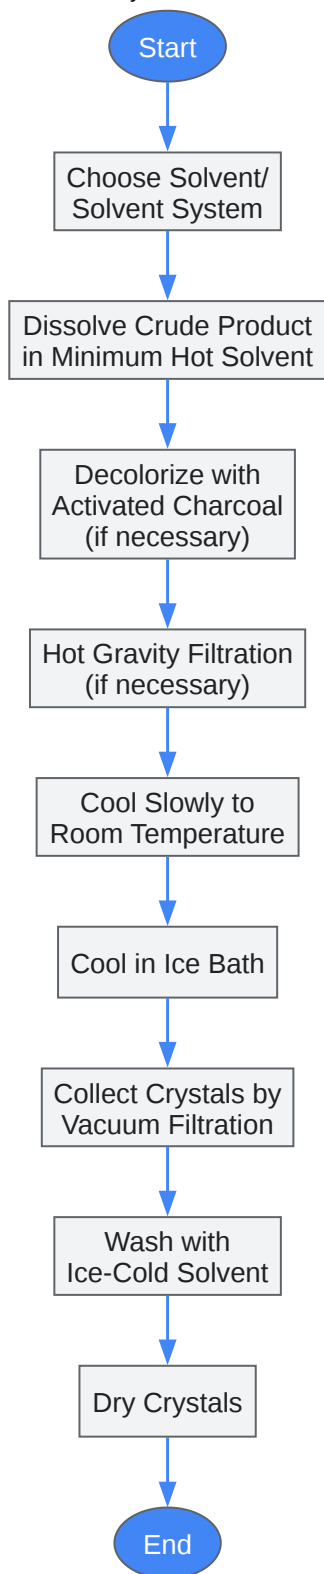 Start
Choose Solvent/
Solvent System
Dissolve Crude Product
in Minimum Hot Solvent
Decolorize with
Activated Charcoal
(if necessary)
Hot Gravity Filtration
(if necessary)
Cool Slowly to
Room Temperature
Cool in Ice Bath
Collect Crystals by
Vacuum Filtration
Wash with
Ice-Cold Solvent
Dry Crystals
End